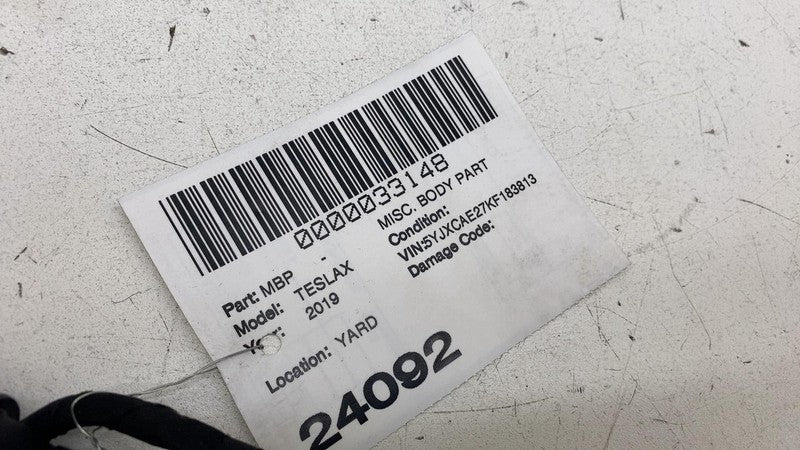 0000033148
Part: MBP - MISC. BODY PART
Model: TESLAX Condition:
Year: 2019 VIN:5YJXCAE27KF183813
Damage Code:
Location: YARD
24092